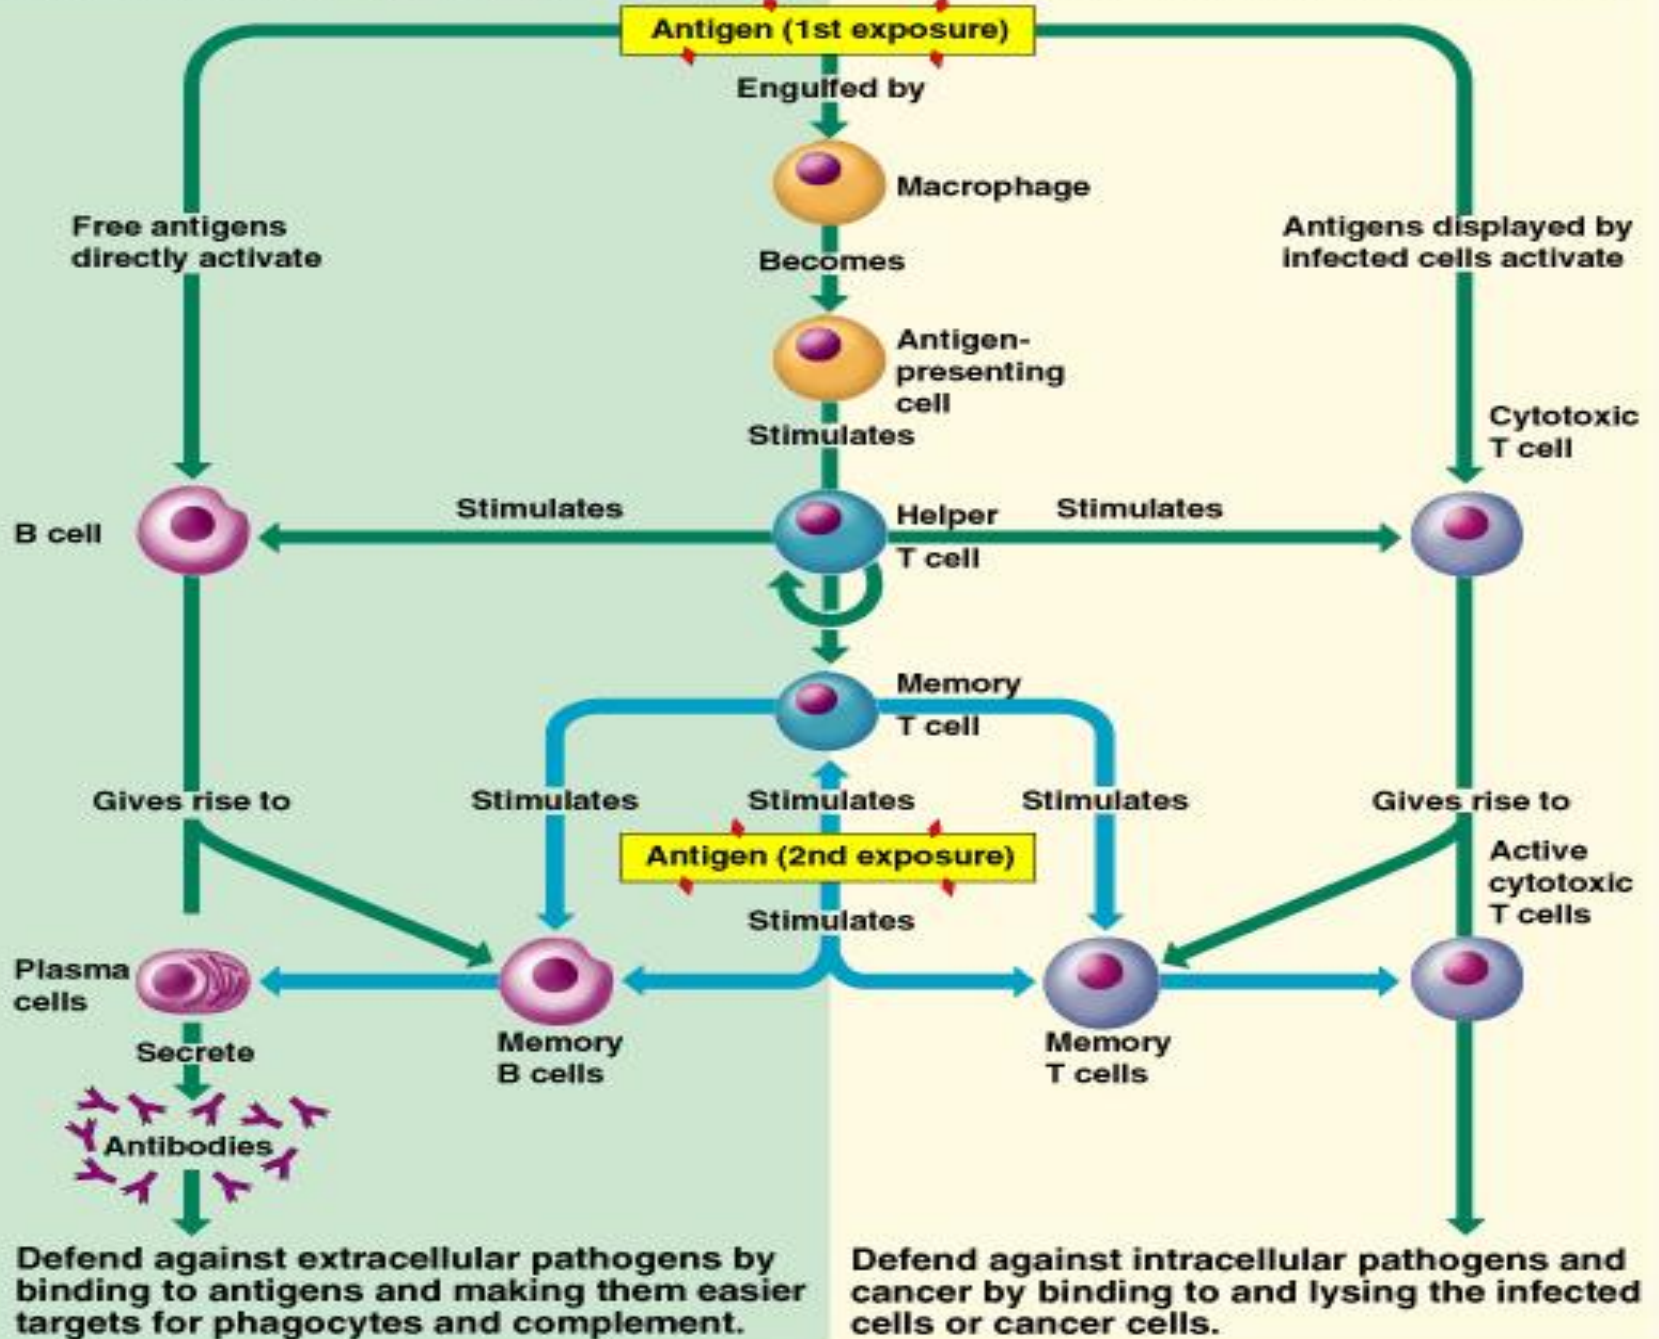 Antigen (1st exposure)
Engulfed by
Macrophage
Free antigens
directly activate
Becomes
Antigens displayed by
infected cells activate
Antigen-
presenting
cell
Stimulates
Cytotoxic
T cell
B cell
Stimulates
Helper
T cell
Stimulates
Memory
T cell
Gives rise to
Stimulates
Stimulates
Stimulates
Gives rise to
Antigen (2nd exposure)
Active
cytotoxic
T cells
Stimulates
Plasma
cells
Memory
B cells
Memory
T cells
Secrete
Antibodies
Defend against extracellular pathogens by
binding to antigens and making them easier
targets for phagocytes and complement.
Defend against intracellular pathogens and
cancer by binding to and lysing the infected
cells or cancer cells.